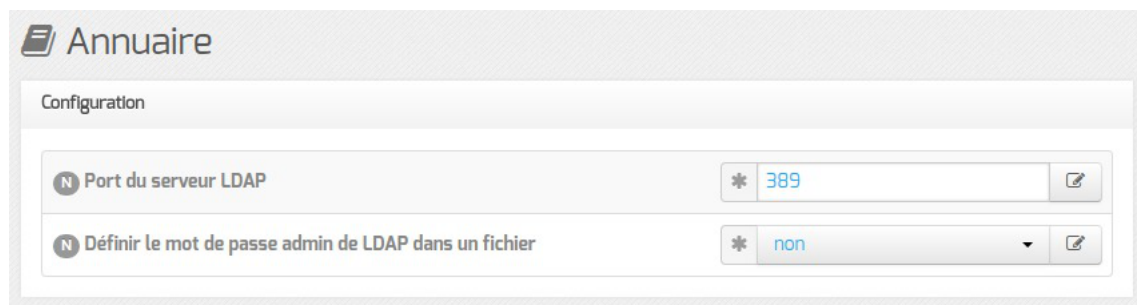 Annuaire
Configuration
N Port du serveur LDAP
* 389
N Définir le mot de passe admin de LDAP dans un fichier
* non